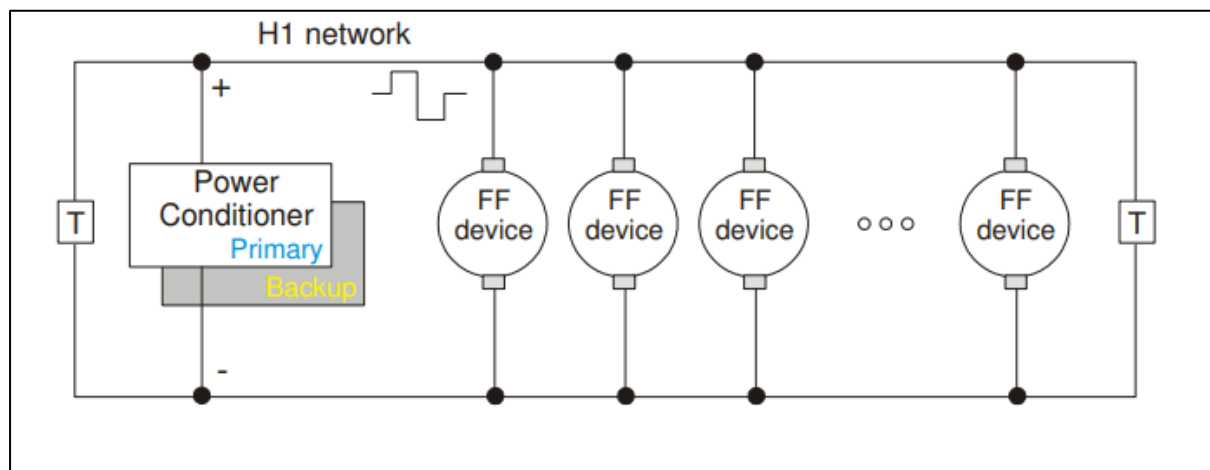 H1 network
+
Power
Conditioner
Primary
Backup
-
T
FF
device
FF
device
FF
device
FF
device
T